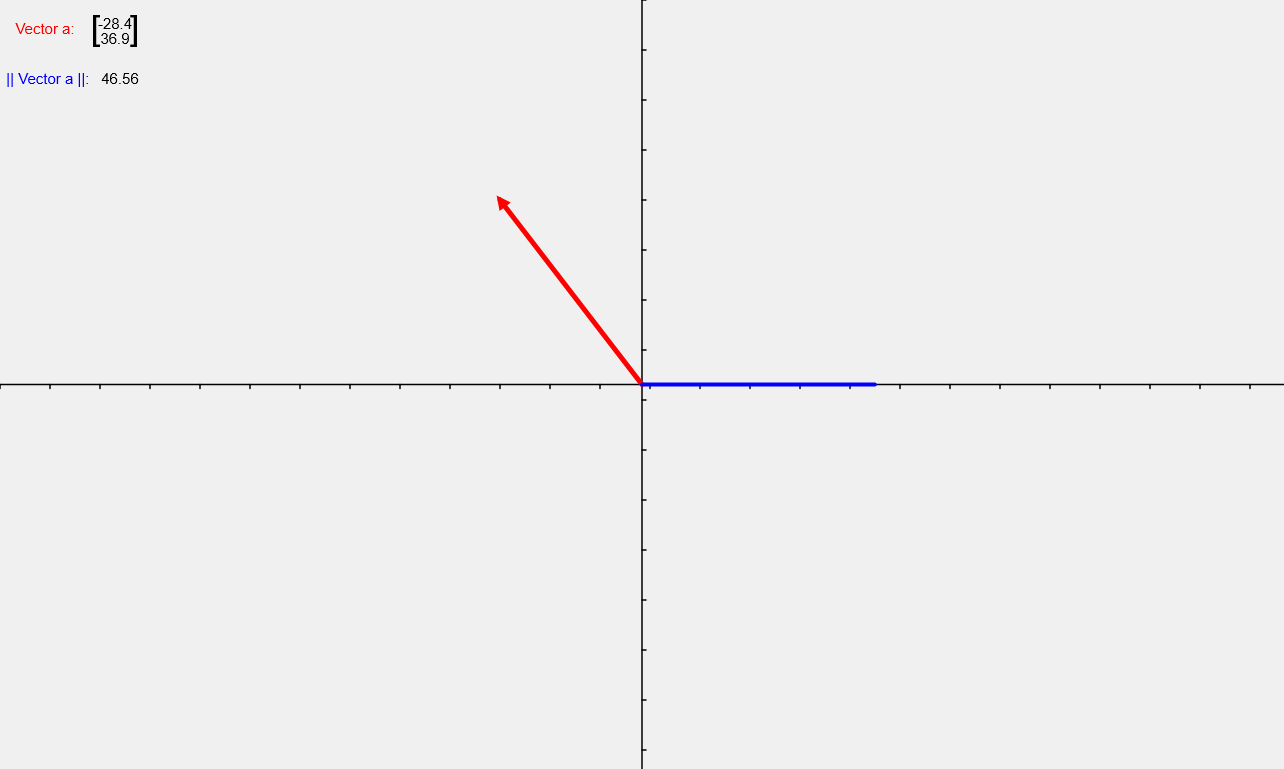 Vector a: [-28.4
36.9]
|| Vector a ||: 46.56